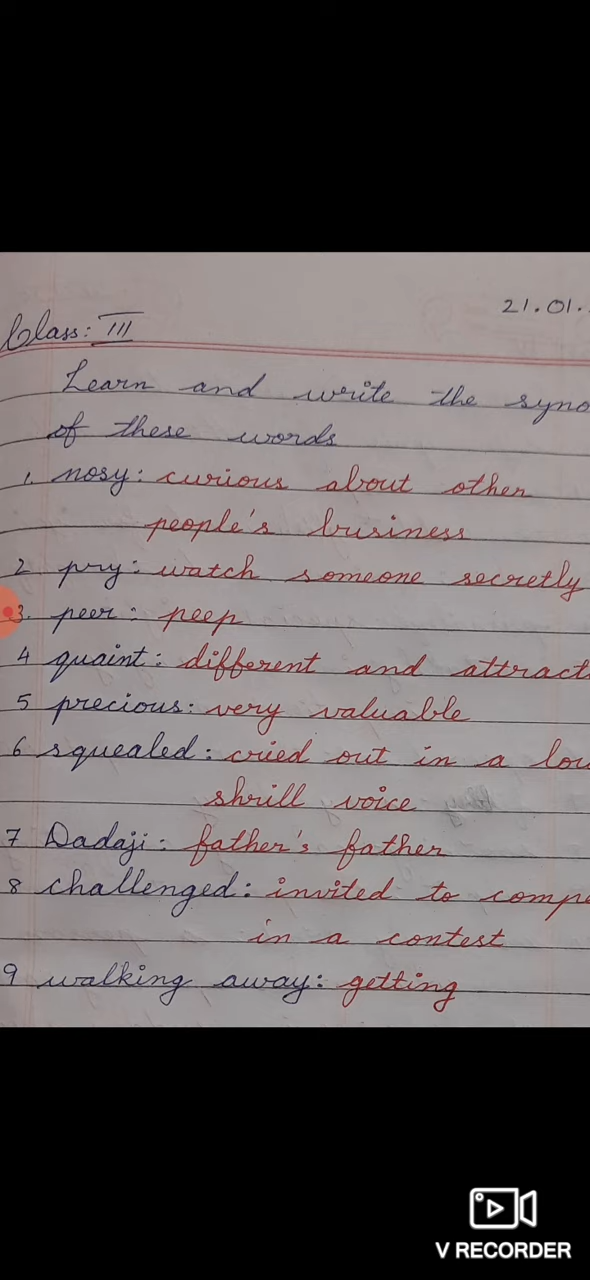 21.01.
Class: III
Learn and write the syno
of these words
1. nosy: curious about other
people's business
2 pry: watch someone secretly
3. peer: peep
4 quaint: different and attract
5 precious: very valuable
6 squealed: cried out in a lou
shrill voice
7 Dadaji: father's father
8 challenged: invited to compe
in a contest
9 walking away: getting
V RECORDER